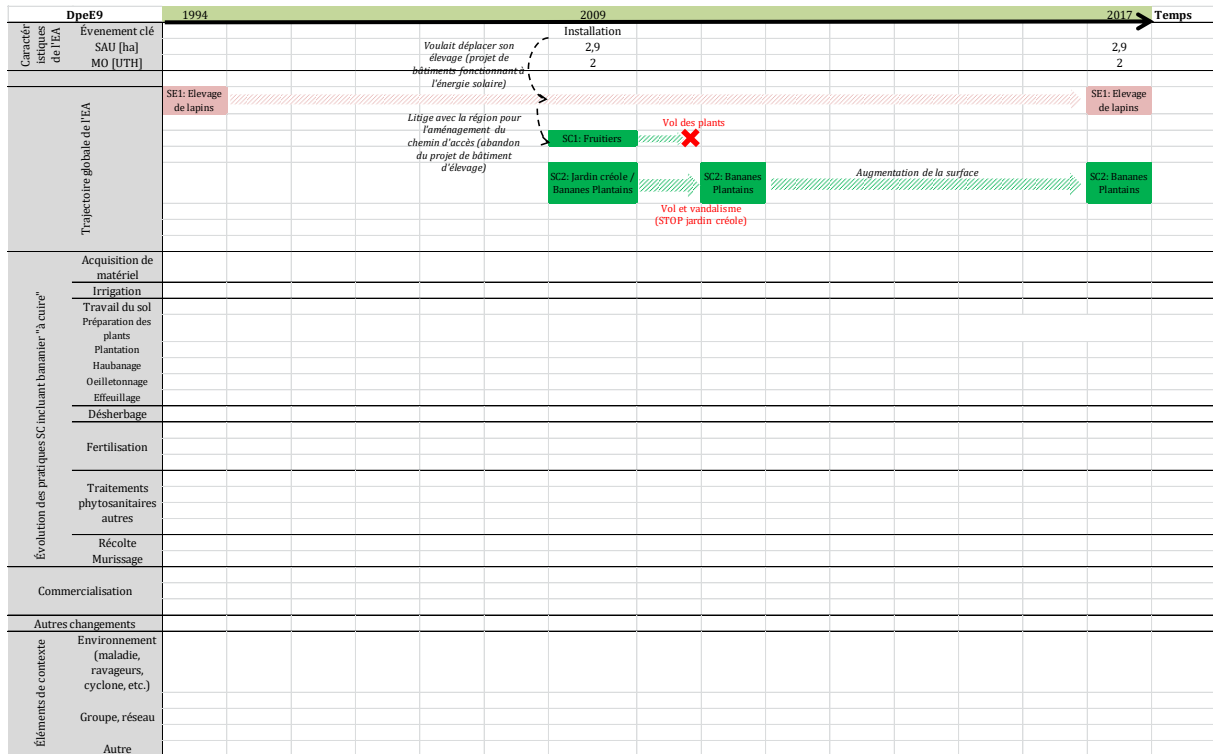 DpeE9 1994 2009 2017 Temps
Caractér
istiques
de l'EA
Évenement clé Installation
SAU [ha] 2,9 2,9
MO [UTH] 2 2
Voulait déplacer son
élevage (projet de
bâtiments fonctionnant à
l'énergie solaire)
Trajectoire globale de l'EA
SE1: Elevage
de lapins
SE1: Elevage
de lapins
Litige avec la région pour
l'aménagement du
chemin d'accès (abandon
du projet de bâtiment
d'élevage)
Vol des plants
SC1: Fruitiers
SC2: Jardin créole /
Bananes Plantains
SC2: Bananes
Plantains
Augmentation de la surface
SC2: Bananes
Plantains
Vol et vandalisme
(STOP jardin créole)
Évolution des pratiques SC incluant bananier "à cuire"
Acquisition de
matériel
Irrigation
Travail du sol
Préparation des
plants
Plantation
Haubanage
Oeilletonnage
Effeuillage
Désherbage
Fertilisation
Traitements
phytosanitaires
autres
Récolte
Murissage
Commercialisation
Autres changements
Éléments de contexte
Environnement
(maladie,
ravageurs,
cyclone, etc.)
Groupe, réseau
Autre